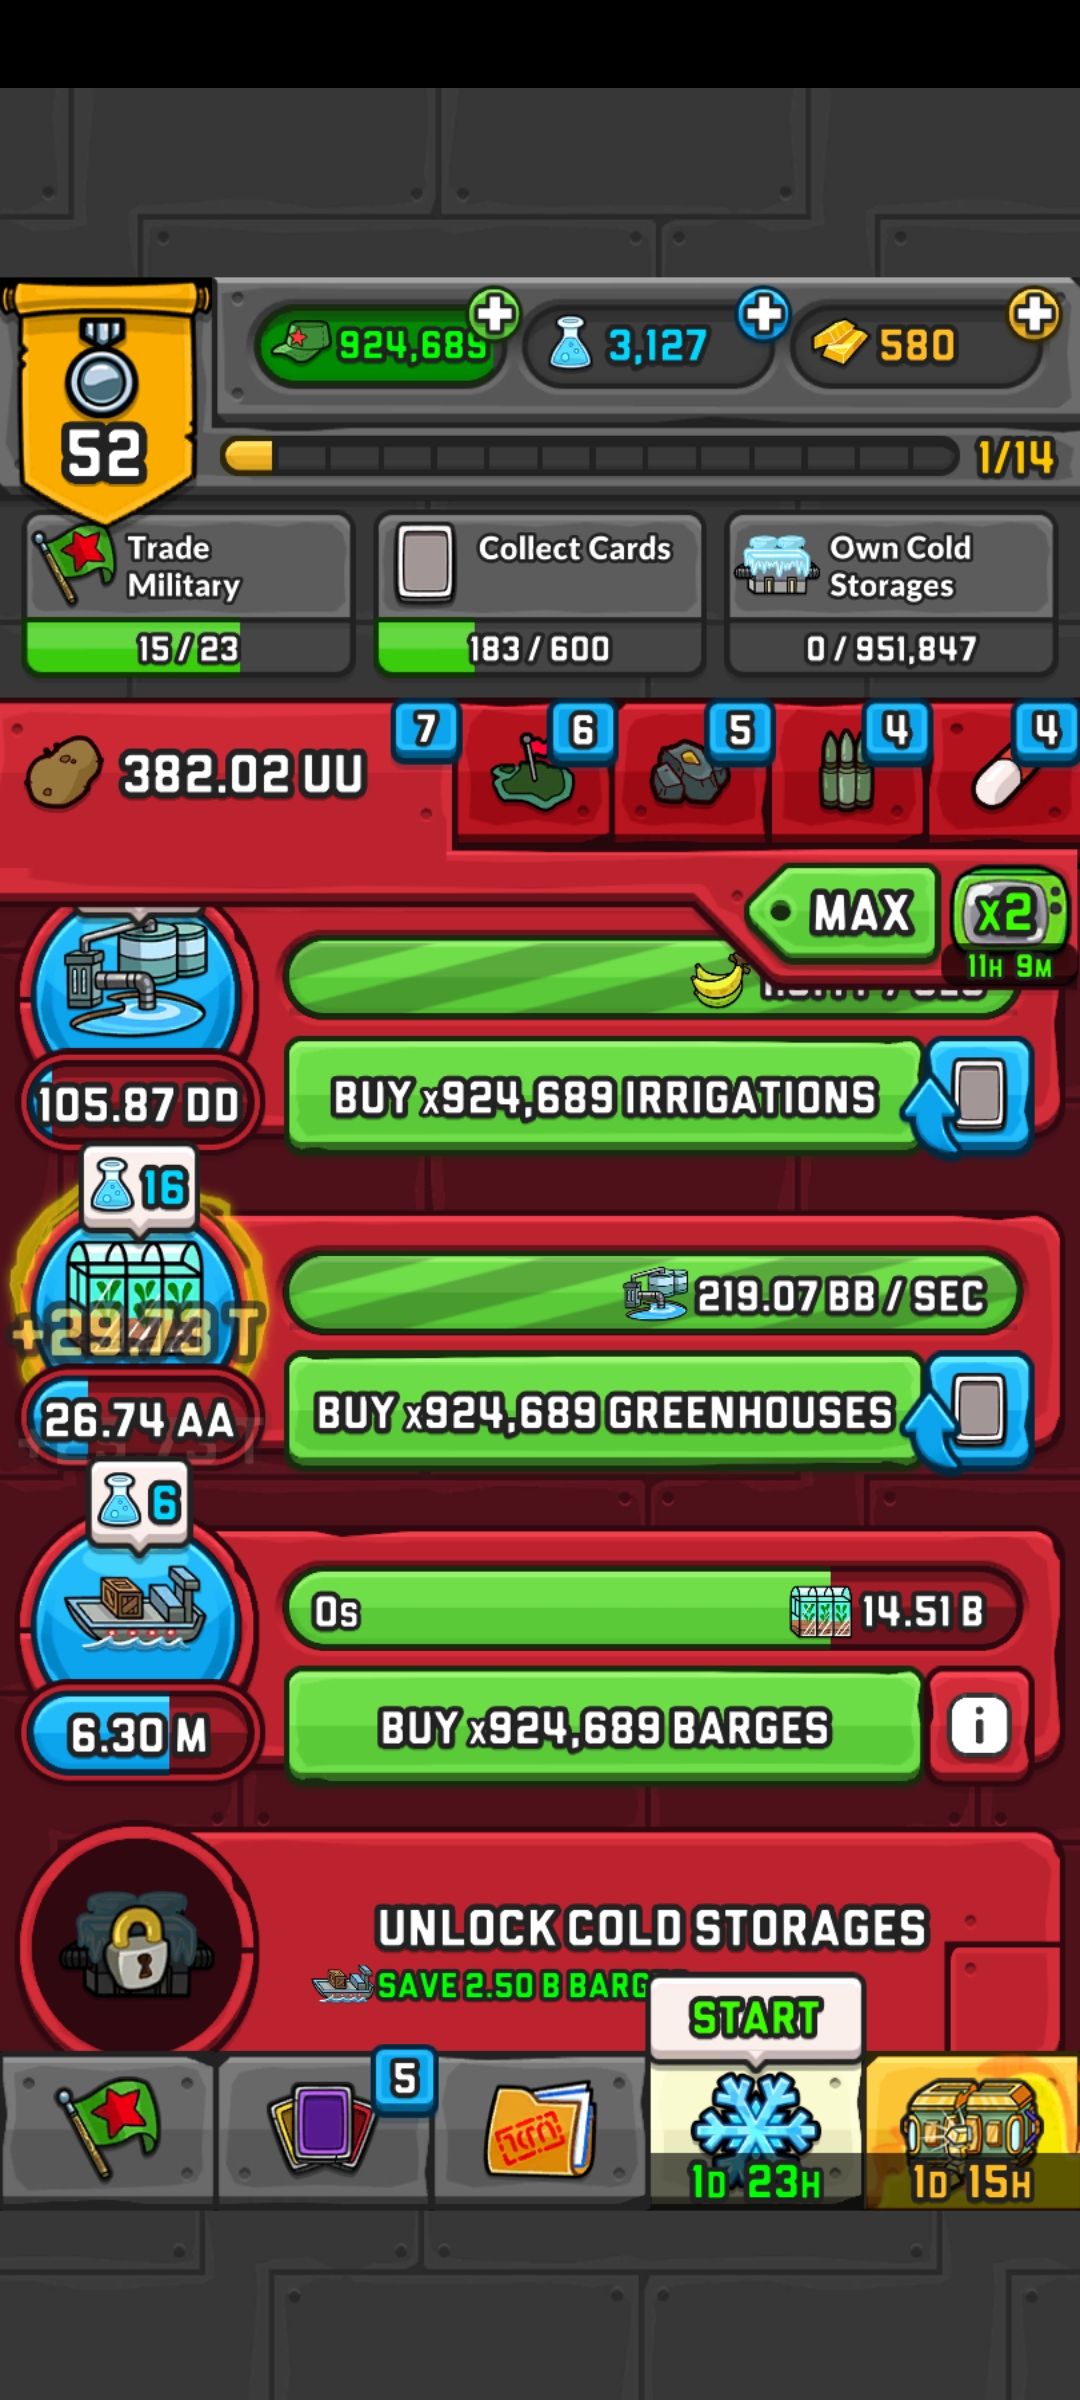 924,689
3,127
580
52
1/14
Trade
Military
Collect Cards
Own Cold
Storages
15/23
183/600
0/951,847
382.02 UU
7
6
5
4
4
MAX
x2
11H 9M
105.87 DD
BUY x924,689 IRRIGATIONS
16
219.07 BB / SEC
+29.73 T
26.74 AA
BUY x924,689 GREENHOUSES
6
0s
14.51 B
6.30 M
BUY x924,689 BARGES
i
UNLOCK COLD STORAGES
SAVE 2.50 B BARG
START
5
1D 23H
1D 15H